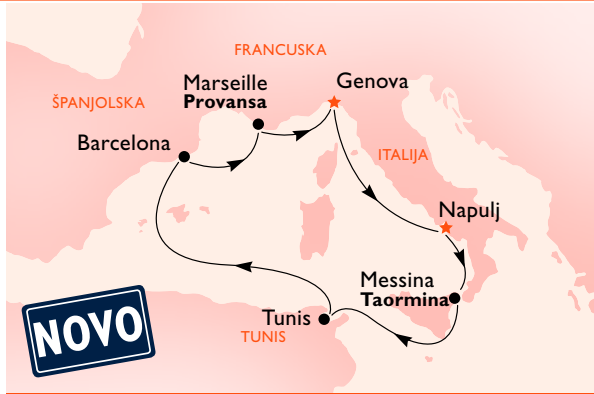 FRANCUSKA
Marseille
Provansa
Genova
ŠPANJOLSKA
Barcelona
ITALIJA
Napulj
Messina
Taormina
Tunis
TUNIS
NOVO